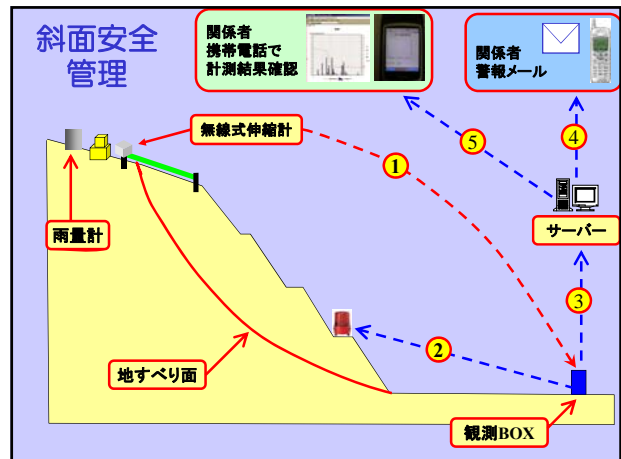 斜面安全
管理
関係者
携帯電話で
計測結果確認
関係者
警報メール
無線式伸縮計
①
⑤
④
サーバー
雨量計
③
②
地すべり面
観測BOX